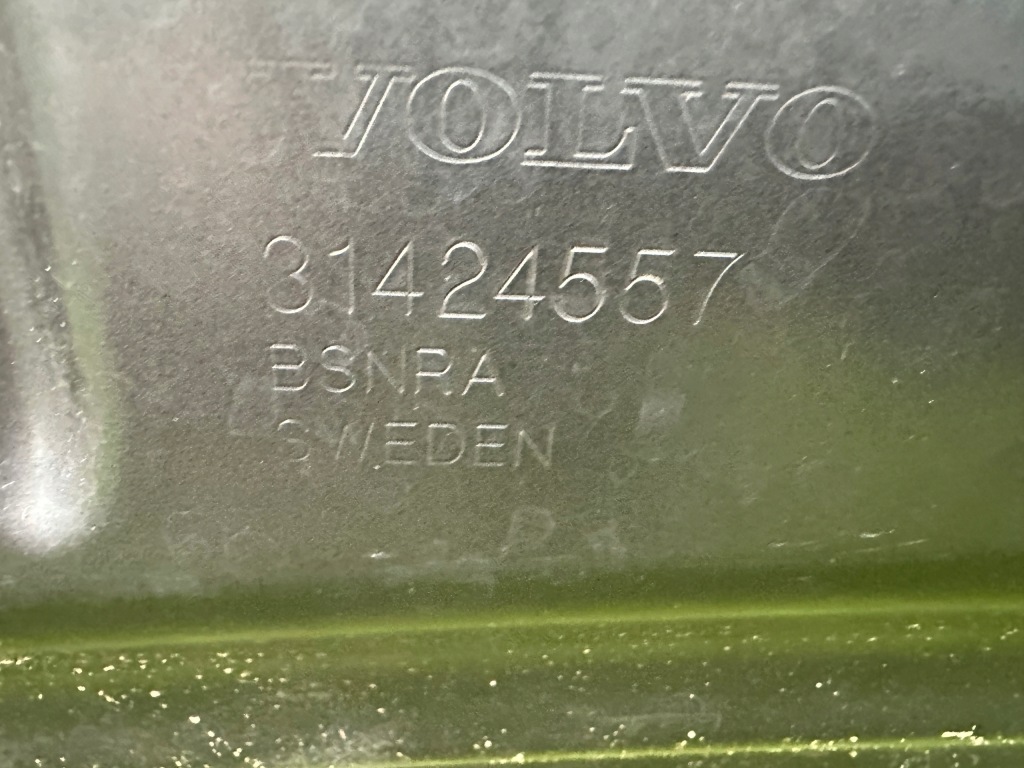 VOLVO
31424557
BSNRA
SWEDEN